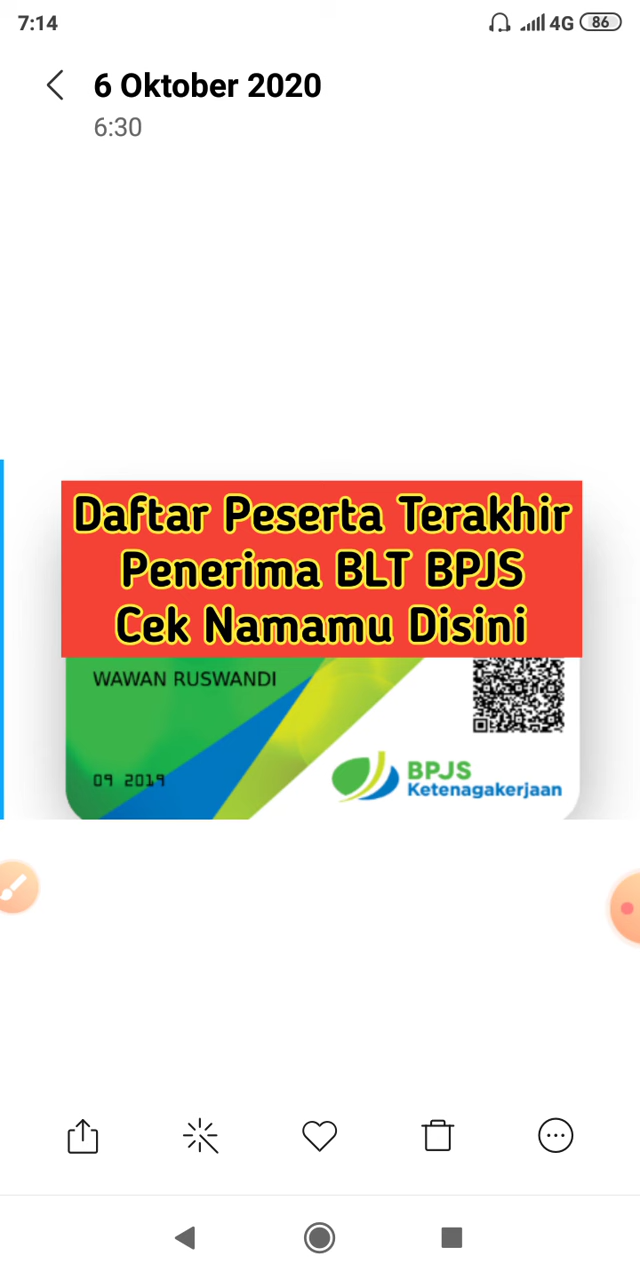 7:14
4G 86
6 Oktober 2020
6:30
Daftar Peserta Terakhir
Penerima BLT BPJS
Cek Namamu Disini
WAWAN RUSWANDI
09 2019
BPJS
Ketenagakerjaan